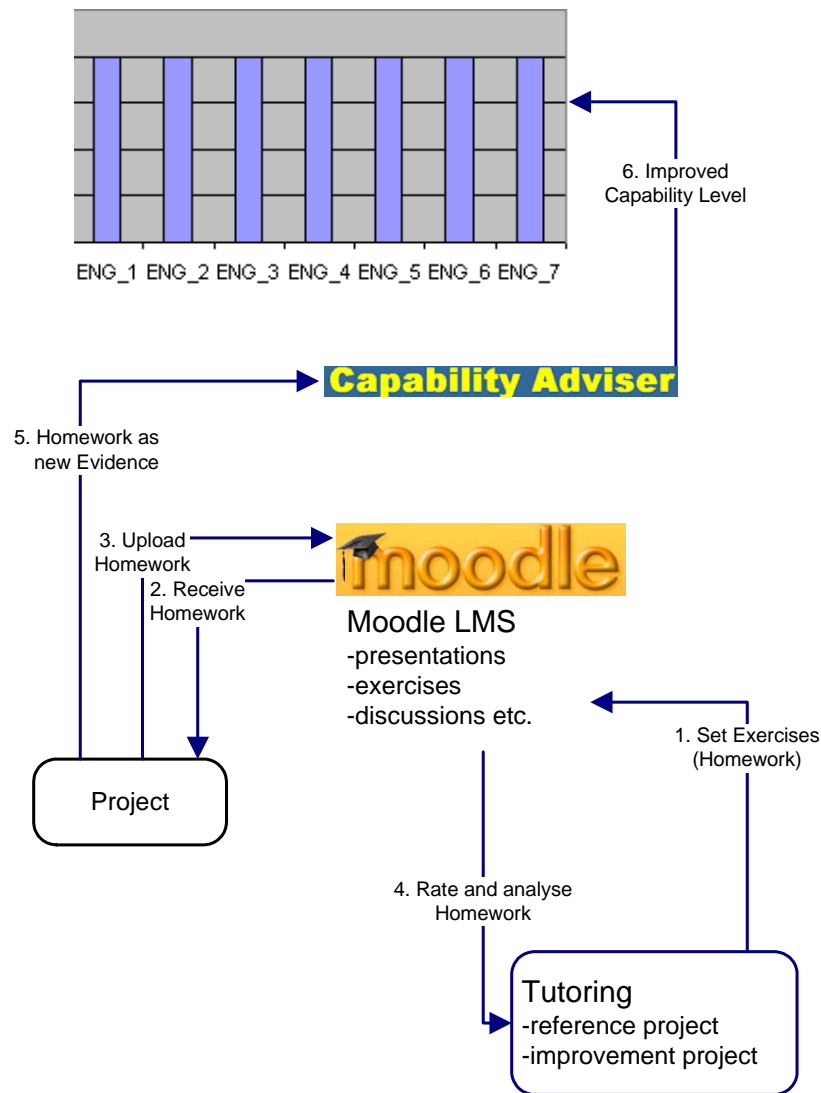 6. Improved
Capability Level
ENG_1 ENG_2 ENG_3 ENG_4 ENG_5 ENG_6 ENG_7
Capability Adviser
5. Homework as
new Evidence
3. Upload
Homework
2. Receive
Homework
moodle
Moodle LMS
-presentations
-exercises
-discussions etc.
1. Set Exercises
(Homework)
Project
4. Rate and analyse
Homework
Tutoring
-reference project
-improvement project